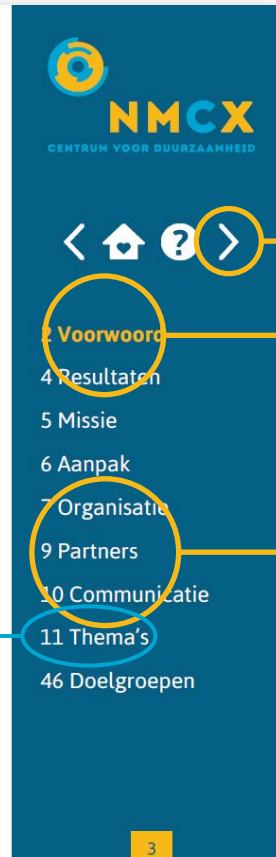 NMCX
CENTRUM VOOR DUURZAAMHEID
2 Voorwoord
4 Resultaten
5 Missie
6 Aanpak
7 Organisatie
9 Partners
10 Communicatie
11 Thema's
46 Doelgroepen
3